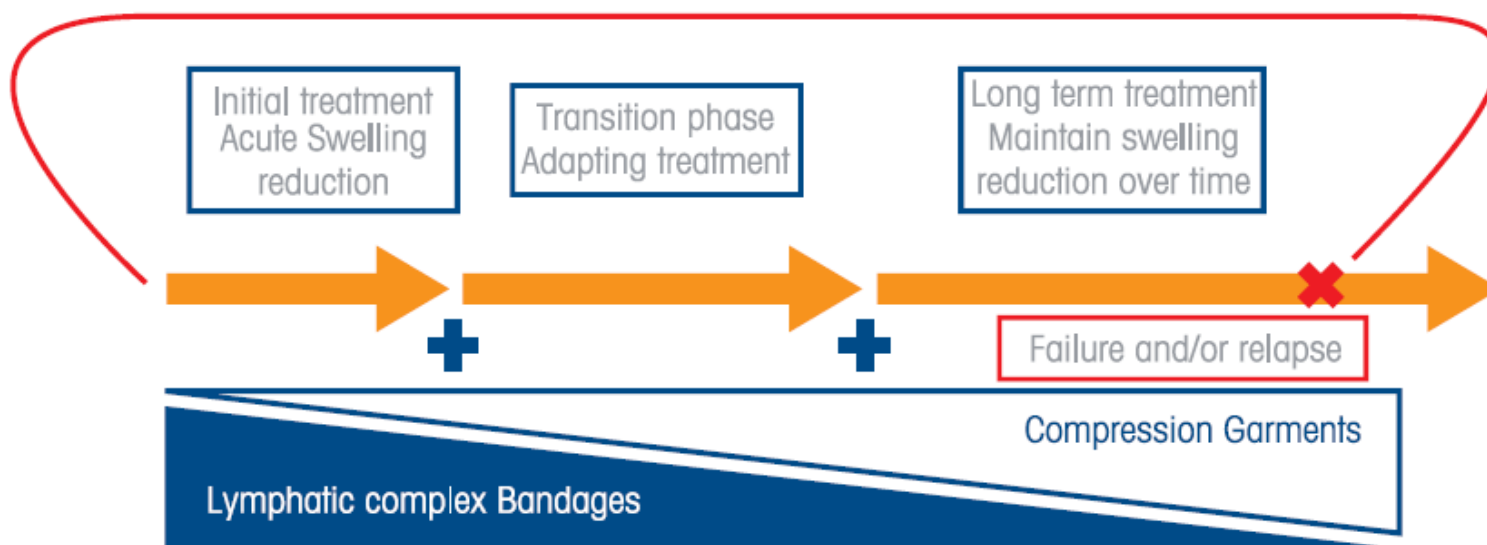 Initial treatment
Acute Swelling
reduction
Transition phase
Adapting treatment
Long term treatment
Maintain swelling
reduction over time
Failure and/or relapse
Compression Garments
Lymphatic complex Bandages